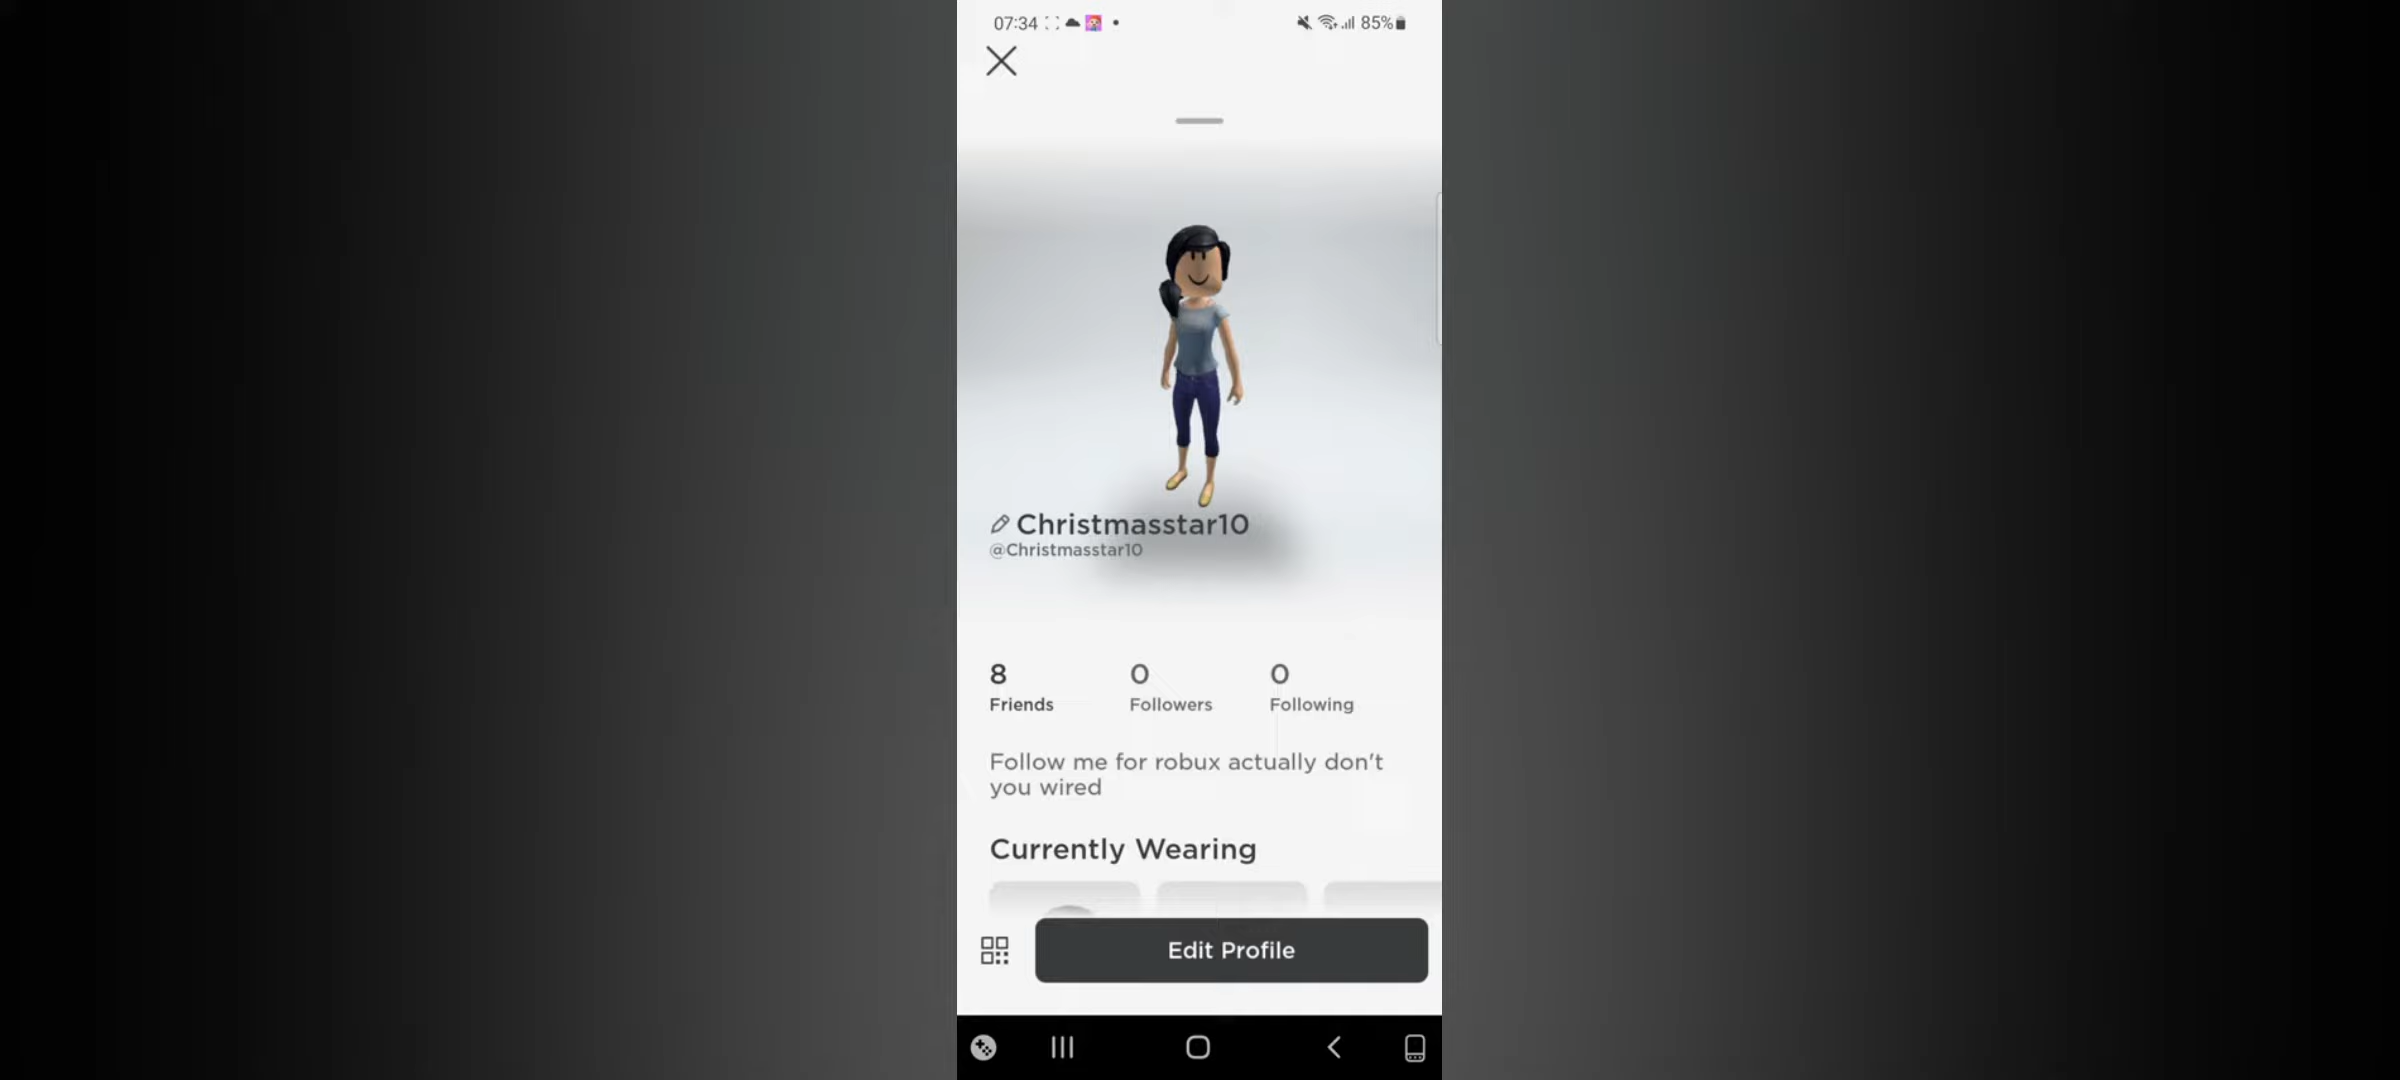 07:34
85%
Christmasstar10
@Christmasstar10
8
0
0
Friends
Followers
Following
Follow me for robux actually don't
you wired
Currently Wearing
Edit Profile